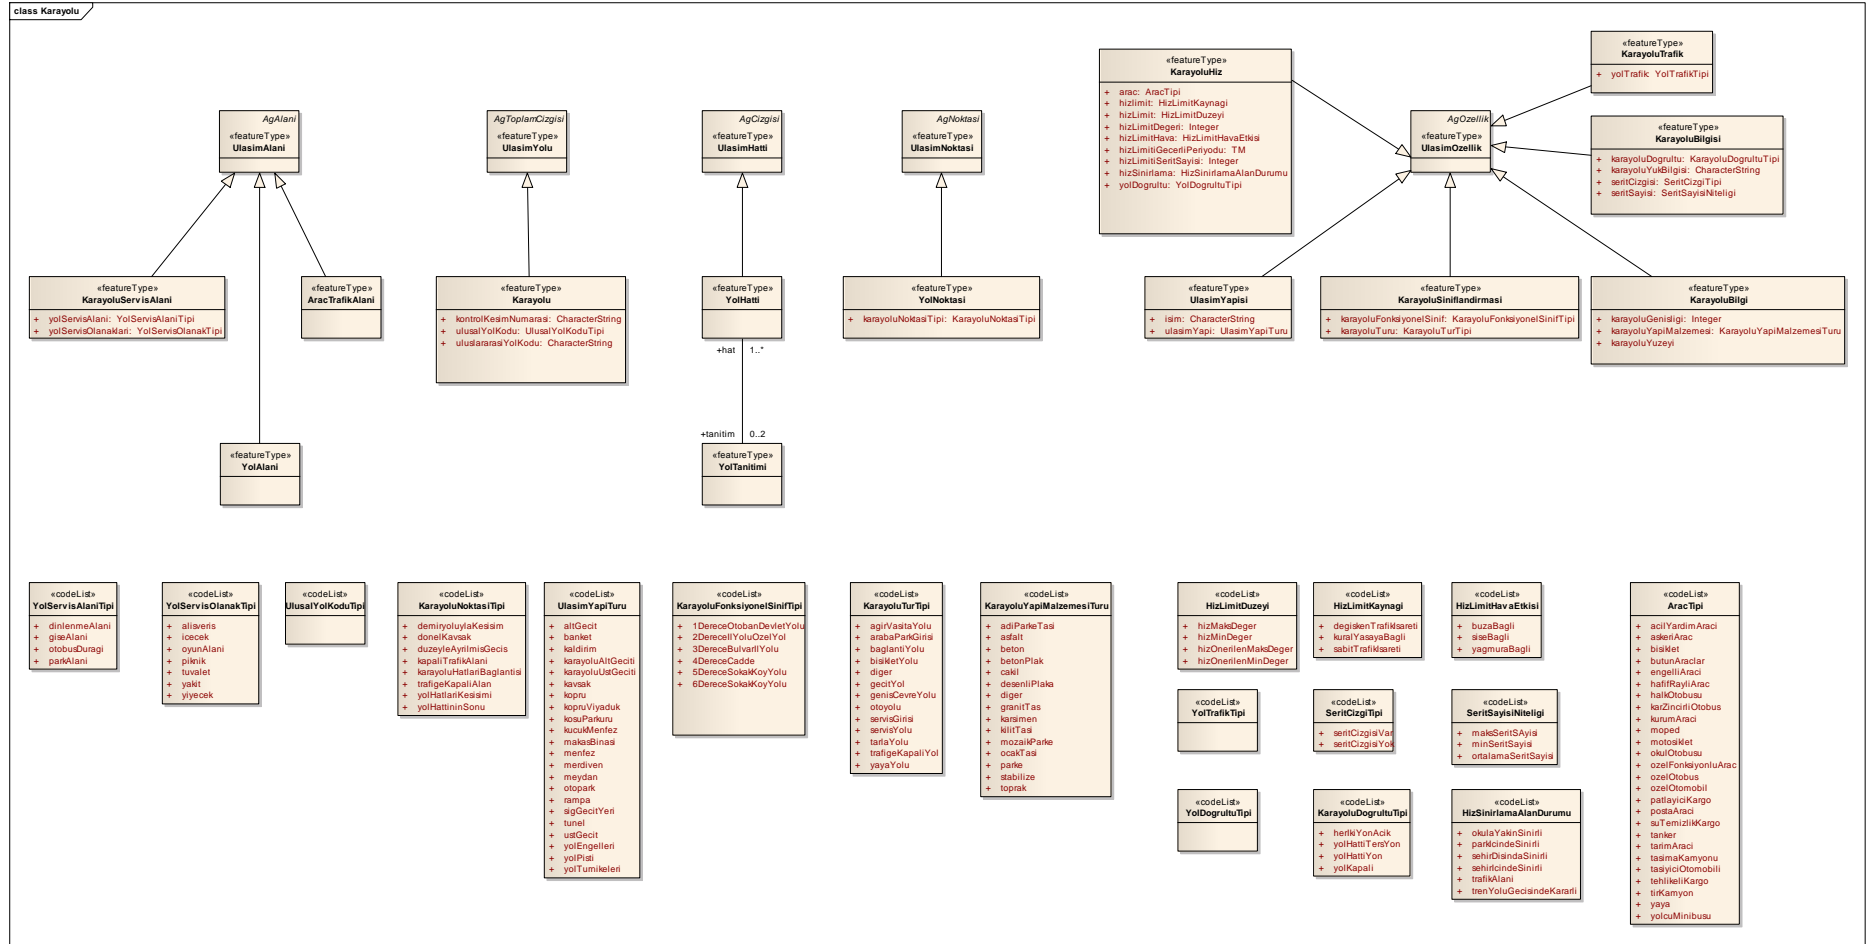 class Karayolu
AgAlani
«featureType»
UlasimAlani
AgToplamCizgisi
«featureType»
UlasimYolu
AgCizgisi
«featureType»
UlasimHatti
AgNoktasi
«featureType»
UlasimNoktasi
«featureType»
KarayoluHiz
+ arac: AracTipi
+ hizlimit: HizLimitKaynagi
+ hizLimit: HizLimitDuzeyi
+ hizLimitDegeri: Integer
+ hizLimitHava: HizLimitHavaEtkisi
+ hizLimitiGecerliPeriyodu: TM
+ hizLimitiSeritSayisi: Integer
+ hizSinirlama: HizSinirlamaAlanDurumu
+ yolDogrultu: YolDogrultuTipi
AgOzellik
«featureType»
UlasimOzellik
«featureType»
KarayoluTrafik
+ yolTrafik: YolTrafikTipi
«featureType»
KarayoluBilgisi
+ karayoluDogrultu: KarayoluDogrultuTipi
+ karayoluYukBilgisi: CharacterString
+ seritCizgisi: SeritCizgiTipi
+ seritSayisi: SeritSayisiNiteligi
«featureType»
KarayoluServisAlani
+ yolServisAlani: YolServisAlaniTipi
+ yolServisOlanaklari: YolServisOlanakTipi
«featureType»
AracTrafikAlani
«featureType»
Karayolu
+ kontrolKesimNumarasi: CharacterString
+ ulusalYolKodu: UlusalYolKoduTipi
+ uluslararasiYolKodu: CharacterString
«featureType»
YolHatti
+hat 1..*
«featureType»
YolNoktasi
+ karayoluNoktasiTipi: KarayoluNoktasiTipi
«featureType»
UlasimYapisi
+ isim: CharacterString
+ ulasimYapi: UlasimYapiTuru
«featureType»
KarayoluSiniflandirmasi
+ karayoluFonksiyonelSinif: KarayoluFonksiyonelSinifTipi
+ karayoluTuru: KarayoluTurTipi
«featureType»
KarayoluBilgi
+ karayoluGenisligi: Integer
+ karayoluYapiMalzemesi: KarayoluYapiMalzemesiTuru
+ karayoluYuzeyi
«featureType»
YolAlani
+tanitim 0..2
«featureType»
YolTanitimi
«codeList»
YolServisAlaniTipi
+ dinlenmeAlani
+ giseAlani
+ otobusDuragi
+ parkAlani
«codeList»
YolServisOlanakTipi
+ alisveris
+ icecek
+ oyunAlani
+ piknik
+ tuvalet
+ yakit
+ yiyecek
«codeList»
UlusalYolKoduTipi
«codeList»
KarayoluNoktasiTipi
+ demiryoluylaKesisim
+ donelKavsak
+ duzeyleAyrilmisGecis
+ kapaliTrafikAlani
+ karayoluHatlariBaglantisi
+ trafigeKapaliAlan
+ yolHatlariKesisimi
+ yolHattininSonu
«codeList»
UlasimYapiTuru
+ altGecit
+ banket
+ kaldirim
+ karayoluAltGeciti
+ karayoluUstGeciti
+ kavsak
+ kopru
+ kopruViyaduk
+ kosuParkuru
+ kucukMenfez
+ makasBinasi
+ menfez
+ merdiven
+ meydan
+ otopark
+ rampa
+ sigGecitYeri
+ tunel
+ ustGecit
+ yolEngelleri
+ yolPisti
+ yolTurnikeleri
«codeList»
KarayoluFonksiyonelSinifTipi
+ 1DereceOtobanDevletYolu
+ 2DereceIlYoluOzelYol
+ 3DereceBulvarIlYolu
+ 4DereceCadde
+ 5DereceSokakKoyYolu
+ 6DereceSokakKoyYolu
«codeList»
KarayoluTurTipi
+ agirVasitaYolu
+ arabaParkGirisi
+ baglantiYolu
+ bisikletYolu
+ diger
+ gecitYol
+ genisCevreYolu
+ otoyolu
+ servisGirisi
+ servisYolu
+ tarlaYolu
+ trafigeKapaliYol
+ yayaYolu
«codeList»
KarayoluYapiMalzemesiTuru
+ adiParkeTasi
+ asfalt
+ beton
+ betonPlak
+ cakil
+ desenliPlaka
+ diger
+ granitTas
+ karsimen
+ kilitTasi
+ mozaikParke
+ ocakTasi
+ parke
+ stabilize
+ toprak
«codeList»
HizLimitDuzeyi
+ hizMaksDeger
+ hizMinDeger
+ hizOnerilenMaksDeger
+ hizOnerilenMinDeger
«codeList»
HizLimitKaynagi
+ degiskenTrafikIsareti
+ kuralYasayaBagli
+ sabitTrafikIsareti
«codeList»
HizLimitHavaEtkisi
+ buzaBagli
+ siseBagli
+ yagmuraBagli
«codeList»
YolTrafikTipi
«codeList»
SeritCizgiTipi
+ seritCizgisiVar
+ seritCizgisiYok
«codeList»
SeritSayisiNiteligi
+ maksSeritSAyisi
+ minSeritSayisi
+ ortalamaSeritSayisi
«codeList»
YolDogrultuTipi
«codeList»
KarayoluDogrultuTipi
+ herIkiYonAcik
+ yolHattiTersYon
+ yolHattiYon
+ yolKapali
«codeList»
HizSinirlamaAlanDurumu
+ okulaYakinSinirli
+ parkIcindeSinirli
+ sehirDisindaSinirli
+ sehirIcindeSinirli
+ trafikAlani
+ trenYoluGecisindeKararli
«codeList»
AracTipi
+ acilYardimAraci
+ askeriArac
+ bisiklet
+ butunAraclar
+ engelliAraci
+ hafifRayliArac
+ halkOtobusu
+ karZincirliOtobus
+ kurumAraci
+ moped
+ motosiklet
+ okulOtobusu
+ ozelFonksiyonluArac
+ ozelOtobus
+ ozelOtomobil
+ patlayiciKargo
+ postaAraci
+ suTemizlikKargo
+ tanker
+ tarimAraci
+ tasimaKamyonu
+ tasiyiciOtomobili
+ tehlikeliKargo
+ tirKamyon
+ yaya
+ yolcuMinibusu